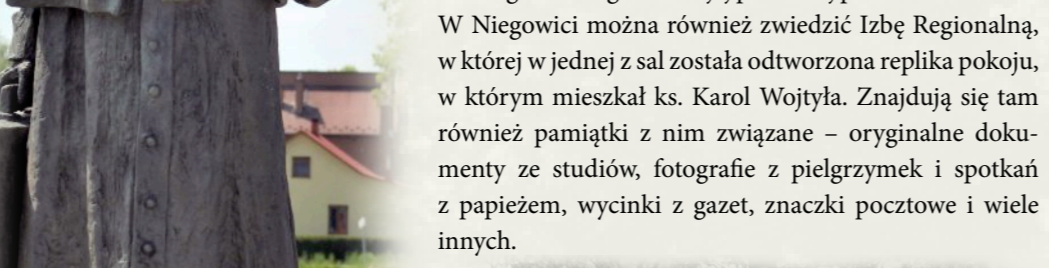 W Niegowici można również zwiedzić Izbę Regionalną,
w której w jednej z sal została odtworzona replika pokoju,
w którym mieszkał ks. Karol Wojtyła. Znajdują się tam
również pamiątki z nim związane – oryginalne doku-
menty ze studiów, fotografie z pielgrzymek i spotkań
z papieżem, wycinki z gazet, znaczki pocztowe i wiele
innych.